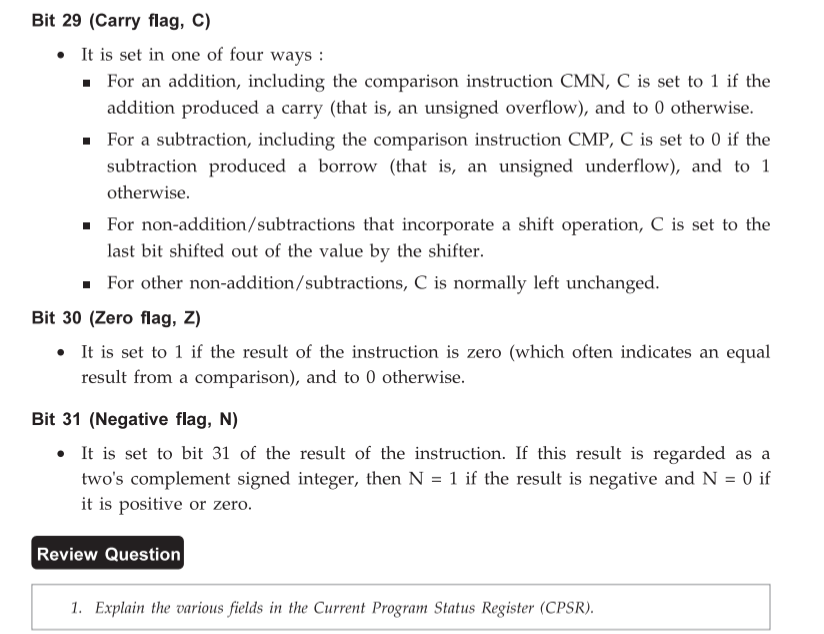 Bit 29 (Carry flag, C)
• It is set in one of four ways :
▪ For an addition, including the comparison instruction CMN, C is set to 1 if the
addition produced a carry (that is, an unsigned overflow), and to 0 otherwise.
▪ For a subtraction, including the comparison instruction CMP, C is set to 0 if the
subtraction produced a borrow (that is, an unsigned underflow), and to 1
otherwise.
▪ For non-addition/subtractions that incorporate a shift operation, C is set to the
last bit shifted out of the value by the shifter.
▪ For other non-addition/subtractions, C is normally left unchanged.
Bit 30 (Zero flag, Z)
• It is set to 1 if the result of the instruction is zero (which often indicates an equal
result from a comparison), and to 0 otherwise.
Bit 31 (Negative flag, N)
• It is set to bit 31 of the result of the instruction. If this result is regarded as a
two's complement signed integer, then N = 1 if the result is negative and N = 0 if
it is positive or zero.
Review Question
1. Explain the various fields in the Current Program Status Register (CPSR).